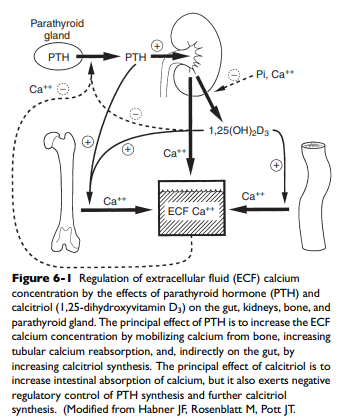 Parathyroid
gland
PTH
PTH
+
Ca++ −
− Pi, Ca++
−
1,25(OH)2D3
+
+
Ca++
+
Ca++
Ca++
ECF Ca++
Figure 6-1 Regulation of extracellular fluid (ECF) calcium
concentration by the effects of parathyroid hormone (PTH) and
calcitriol (1,25-dihydroxyvitamin D3) on the gut, kidneys, bone, and
parathyroid gland. The principal effect of PTH is to increase the ECF
calcium concentration by mobilizing calcium from bone, increasing
tubular calcium reabsorption, and, indirectly on the gut, by
increasing calcitriol synthesis. The principal effect of calcitriol is to
increase intestinal absorption of calcium, but it also exerts negative
regulatory control of PTH synthesis and further calcitriol
synthesis. (Modified from Habner JF, Rosenblatt M, Pott JT.